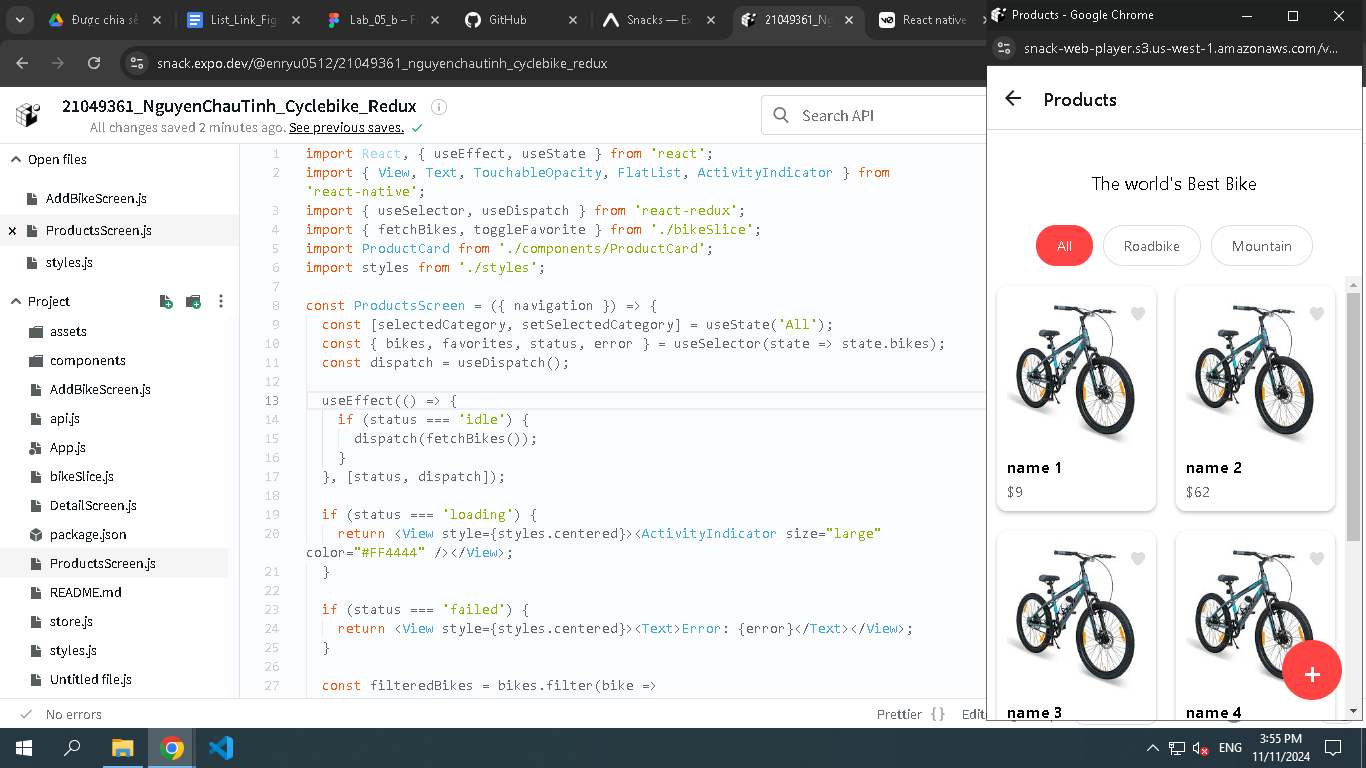 Được chia sẻ
List_Link_Fig
Lab_05_b – F
GitHub
Snacks — Ex
21049361_Ng
React native
Products - Google Chrome
snack.expo.dev/@enryu0512/21049361_nguyenchautinh_cyclebike_redux
snack-web-player.s3.us-west-1.amazonaws.com/v...
21049361_NguyenChauTinh_Cyclebike_Redux
All changes saved 2 minutes ago. See previous saves.
Search API
Open files
AddBikeScreen.js
ProductsScreen.js
styles.js
Project
assets
components
AddBikeScreen.js
api.js
App.js
bikeSlice.js
DetailScreen.js
package.json
ProductsScreen.js
README.md
store.js
styles.js
Untitled file.js
1 import React, { useEffect, useState } from 'react';
2 import { View, Text, TouchableOpacity, FlatList, ActivityIndicator } from
'react-native';
3 import { useSelector, useDispatch } from 'react-redux';
4 import { fetchBikes, toggleFavorite } from './bikeSlice';
5 import ProductCard from './components/ProductCard';
6 import styles from './styles';
7
8 const ProductsScreen = ({ navigation }) => {
9 const [selectedCategory, setSelectedCategory] = useState('All');
10 const { bikes, favorites, status, error } = useSelector(state => state.bikes);
11 const dispatch = useDispatch();
12
13 useEffect(() => {
14 if (status === 'idle') {
15 dispatch(fetchBikes());
16 }
17 }, [status, dispatch]);
18
19 if (status === 'loading') {
20 return <View style={styles.centered}><ActivityIndicator size="large"
color="#FF4444" /></View>;
21 }
22
23 if (status === 'failed') {
24 return <View style={styles.centered}><Text>Error: {error}</Text></View>;
25 }
26
27 const filteredBikes = bikes.filter(bike =>
Products
The world's Best Bike
All
Roadbike
Mountain
name 1
$9
name 2
$62
name 3
name 4
+
No errors
Prettier {}
Edit
ENG
3:55 PM
11/11/2024